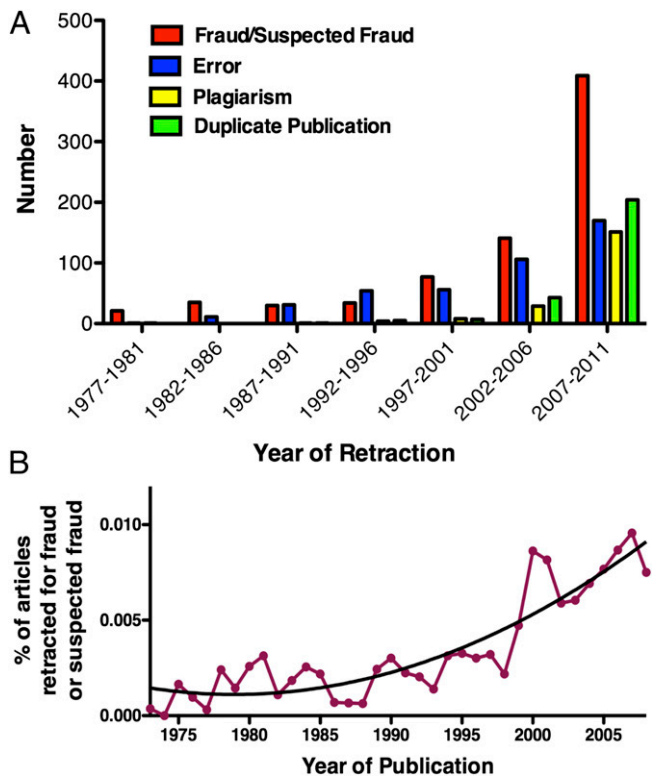 A
500
400
300
200
100
0
Number
Fraud/Suspected Fraud
Error
Plagiarism
Duplicate Publication
1977-1981
1982-1986
1987-1991
1992-1996
1997-2001
2002-2006
2007-2011
Year of Retraction
B
% of articles
retracted for fraud
or suspected fraud
0.010
0.005
0.000
1975
1980
1985
1990
1995
2000
2005
Year of Publication